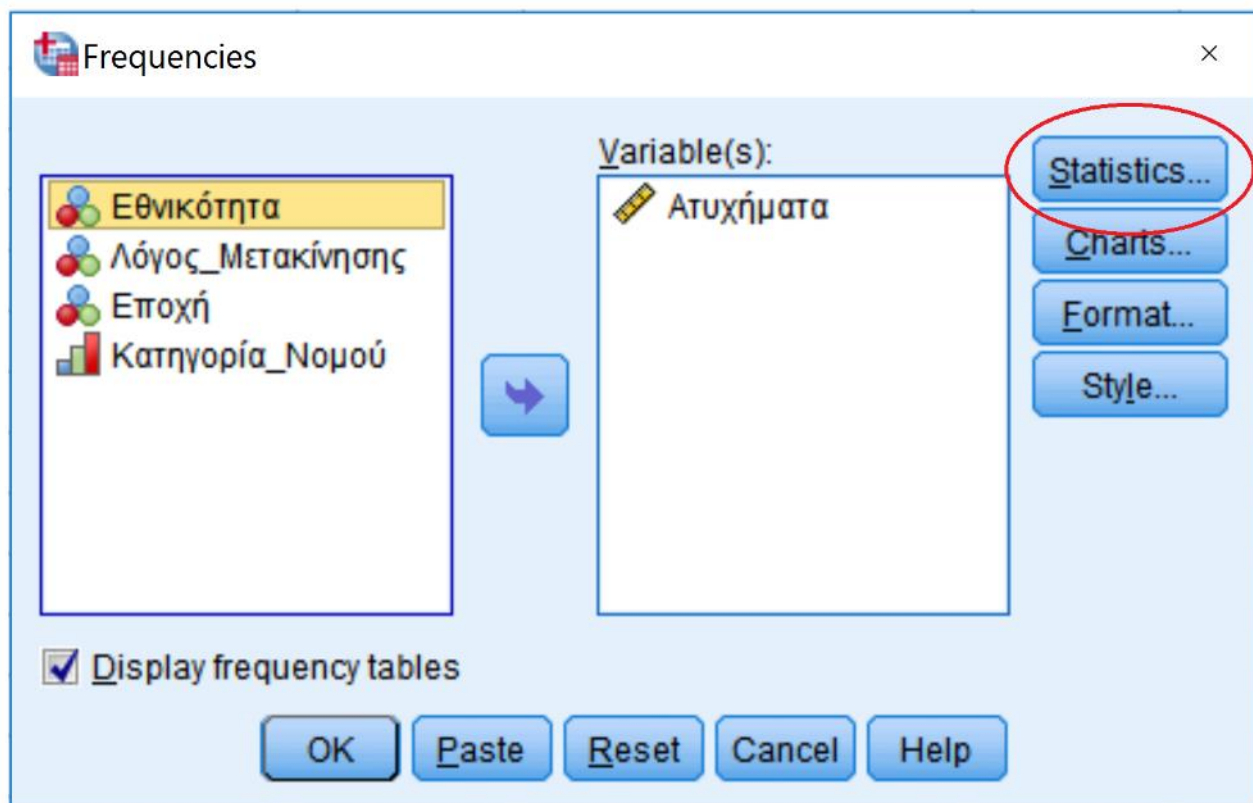 Frequencies
Variable(s):
Εθνικότητα
Λόγος_Μετακίνησης
Εποχή
Κατηγορία_Νομού
Ατυχήματα
Statistics...
Charts...
Format...
Style...
Display frequency tables
OK Paste Reset Cancel Help